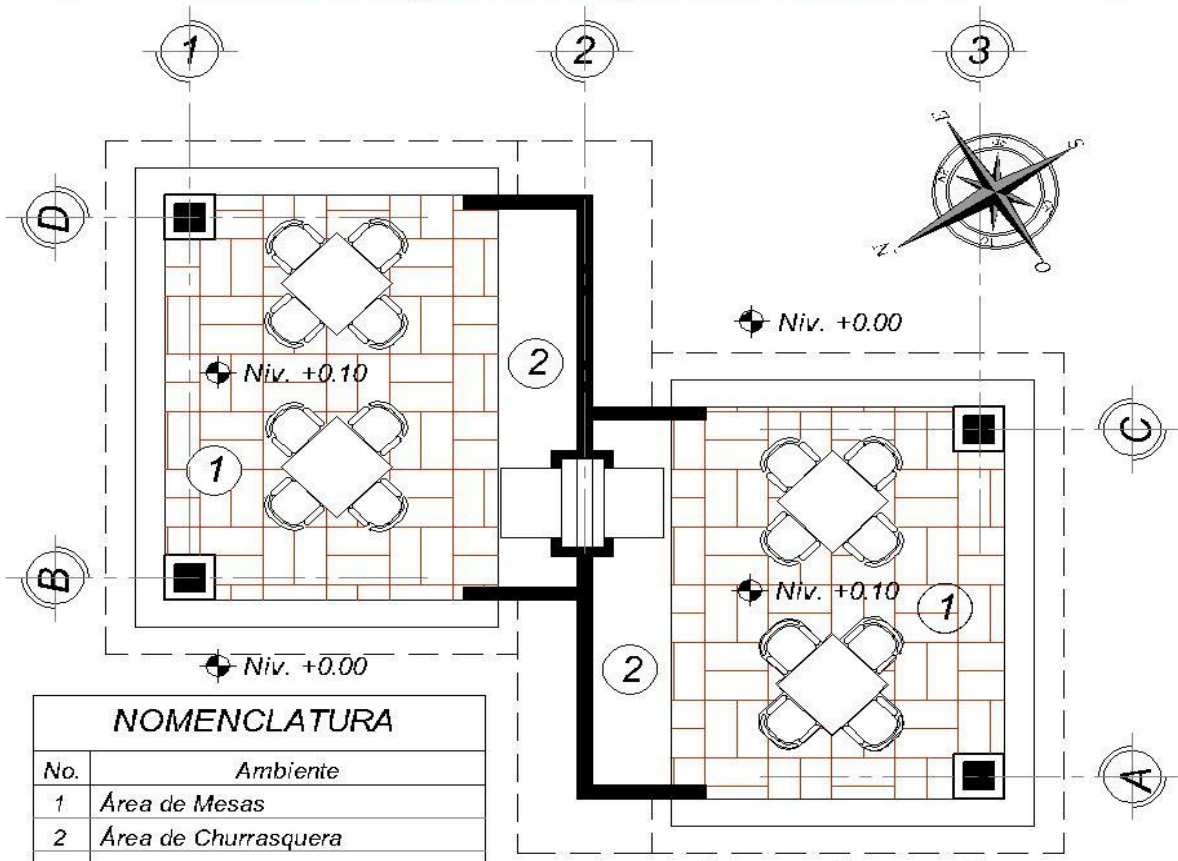 1
2
3
E
S
N
O
D
Niv. +0.00
Niv. +0.10
2
C
1
Niv. +0.10
1
B
2
Niv. +0.00
A
NOMENCLATURA
No. Ambiente
1 Área de Mesas
2 Área de Churrasquera